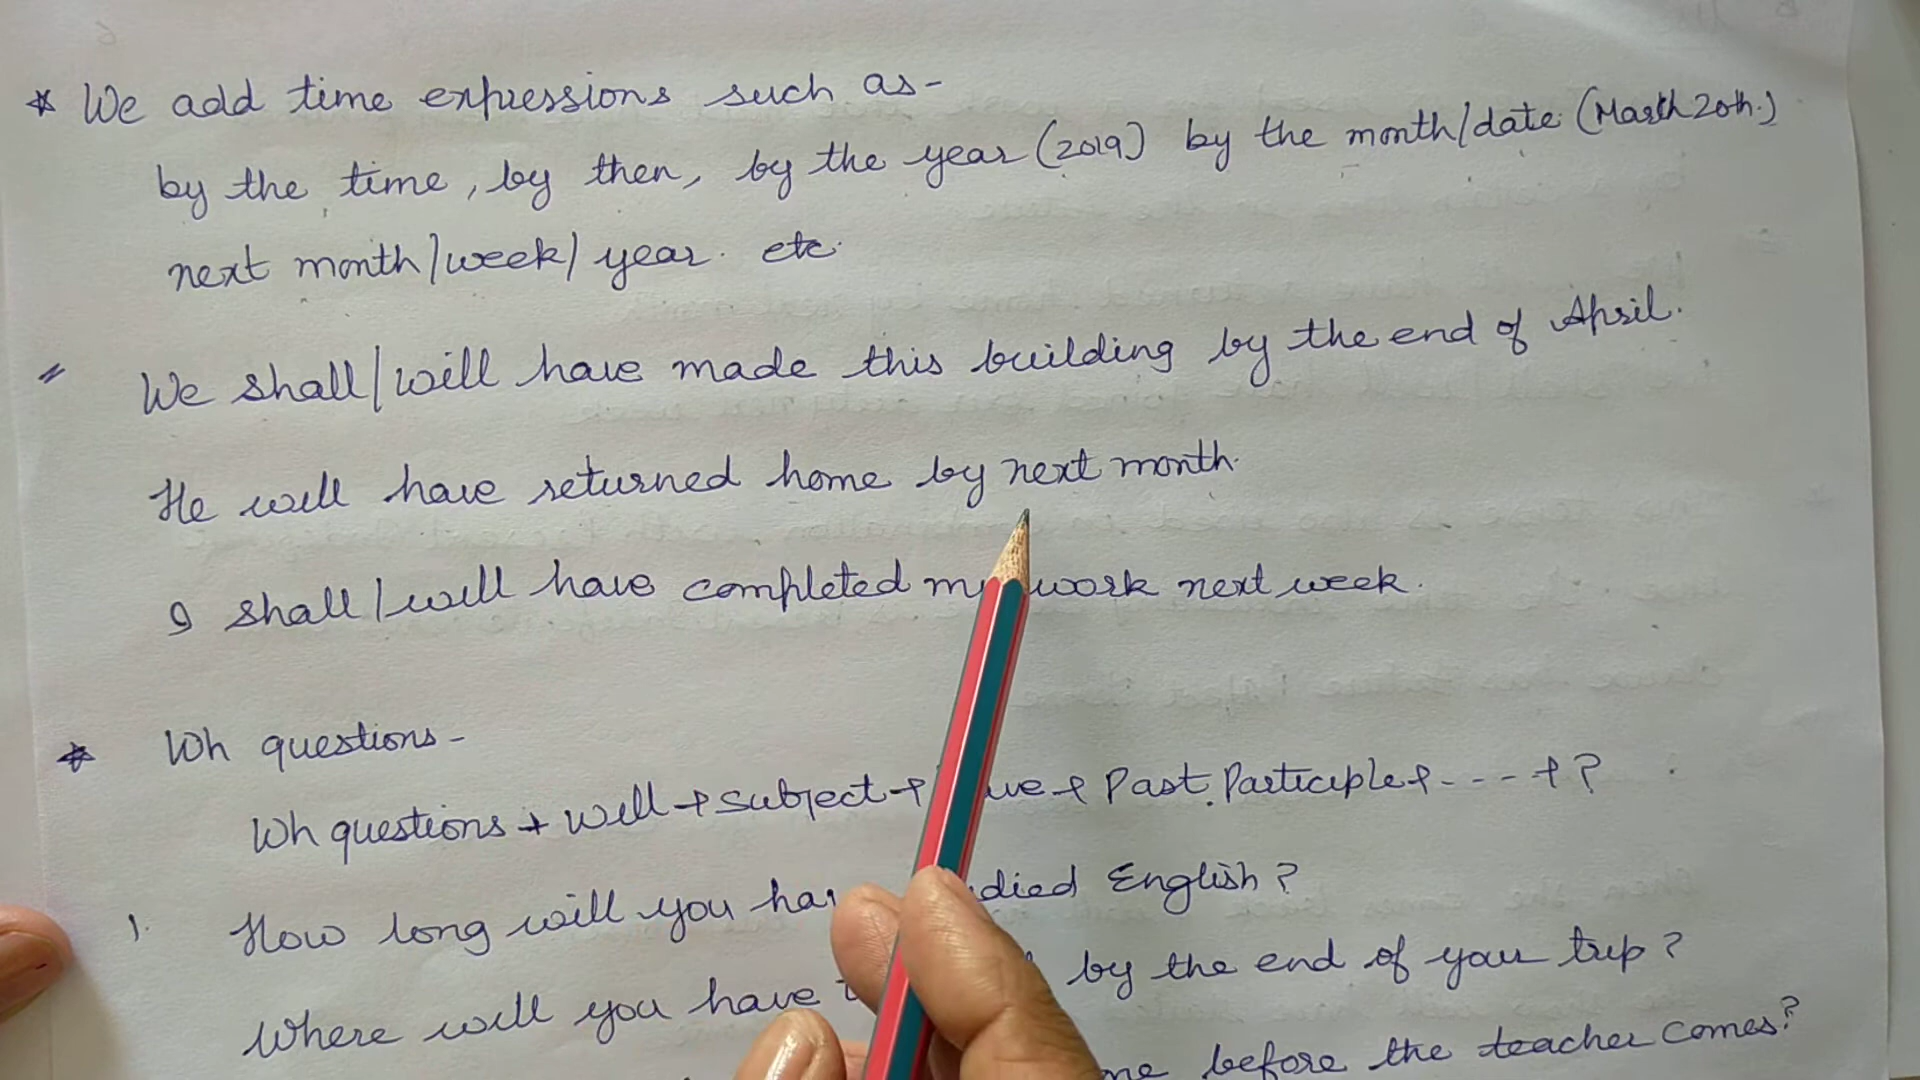 * We add time expressions such as-
by the time, by then, by the year (2019) by the month/date (March 20th.)
next month/week/year. etc.
We shall/will have made this building by the end of April.
He will have returned home by next month.
I shall/will have completed my work next week.
* Wh questions-
Wh questions + will + subject + have + Past Participle + ---- + ?
1. How long will you have studied English?
Where will you have by the end of your trip?
before the teacher comes?